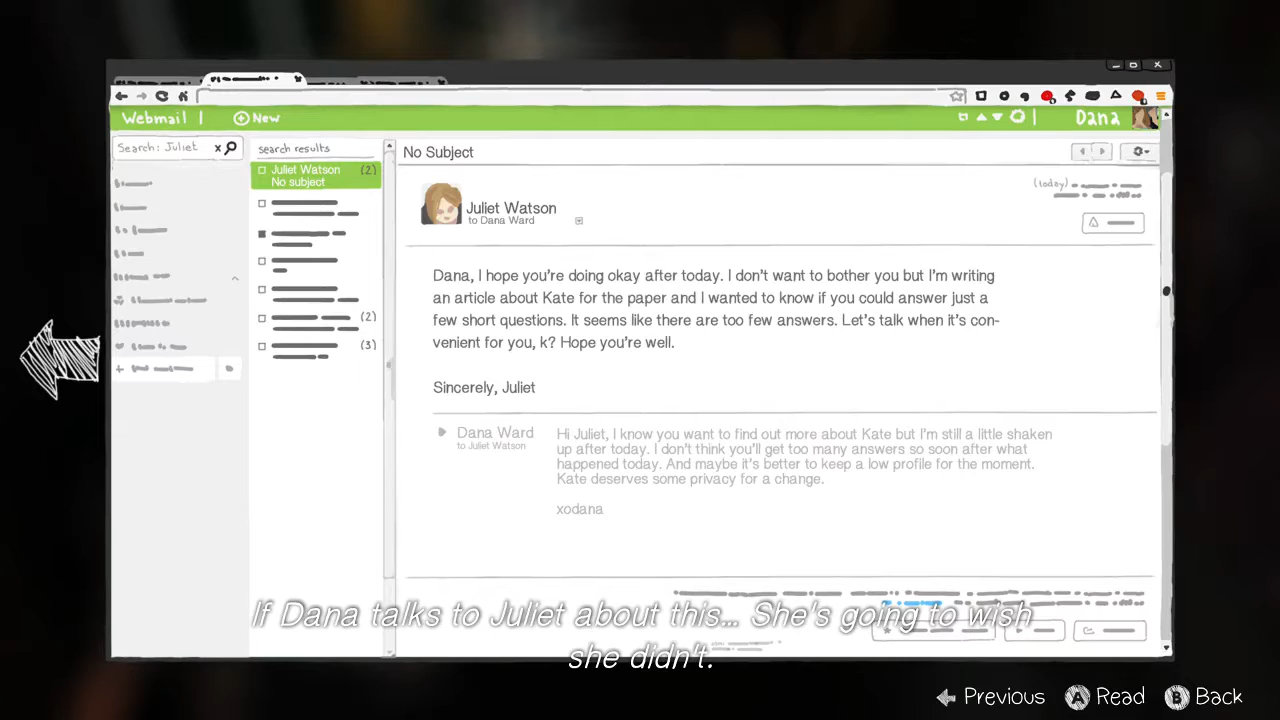 Webmail |
New
Dana
Search: Juliet x
search results
Juliet Watson (2)
No subject
(2)
(3)
No Subject
(today)
Juliet Watson
to Dana Ward
Dana, I hope you're doing okay after today. I don't want to bother you but I'm writing
an article about Kate for the paper and I wanted to know if you could answer just a
few short questions. It seems like there are too few answers. Let's talk when it's con-
venient for you, k? Hope you're well.
Sincerely, Juliet
Dana Ward
to Juliet Watson
Hi Juliet, I know you want to find out more about Kate but I'm still a little shaken
up after today. I don't think you'll get too many answers so soon after what
happened today. And maybe it's better to keep a low profile for the moment.
Kate deserves some privacy for a change.
xodana
If Dana talks to Juliet about this... She's going to wish
she didn't.
Previous A Read B Back